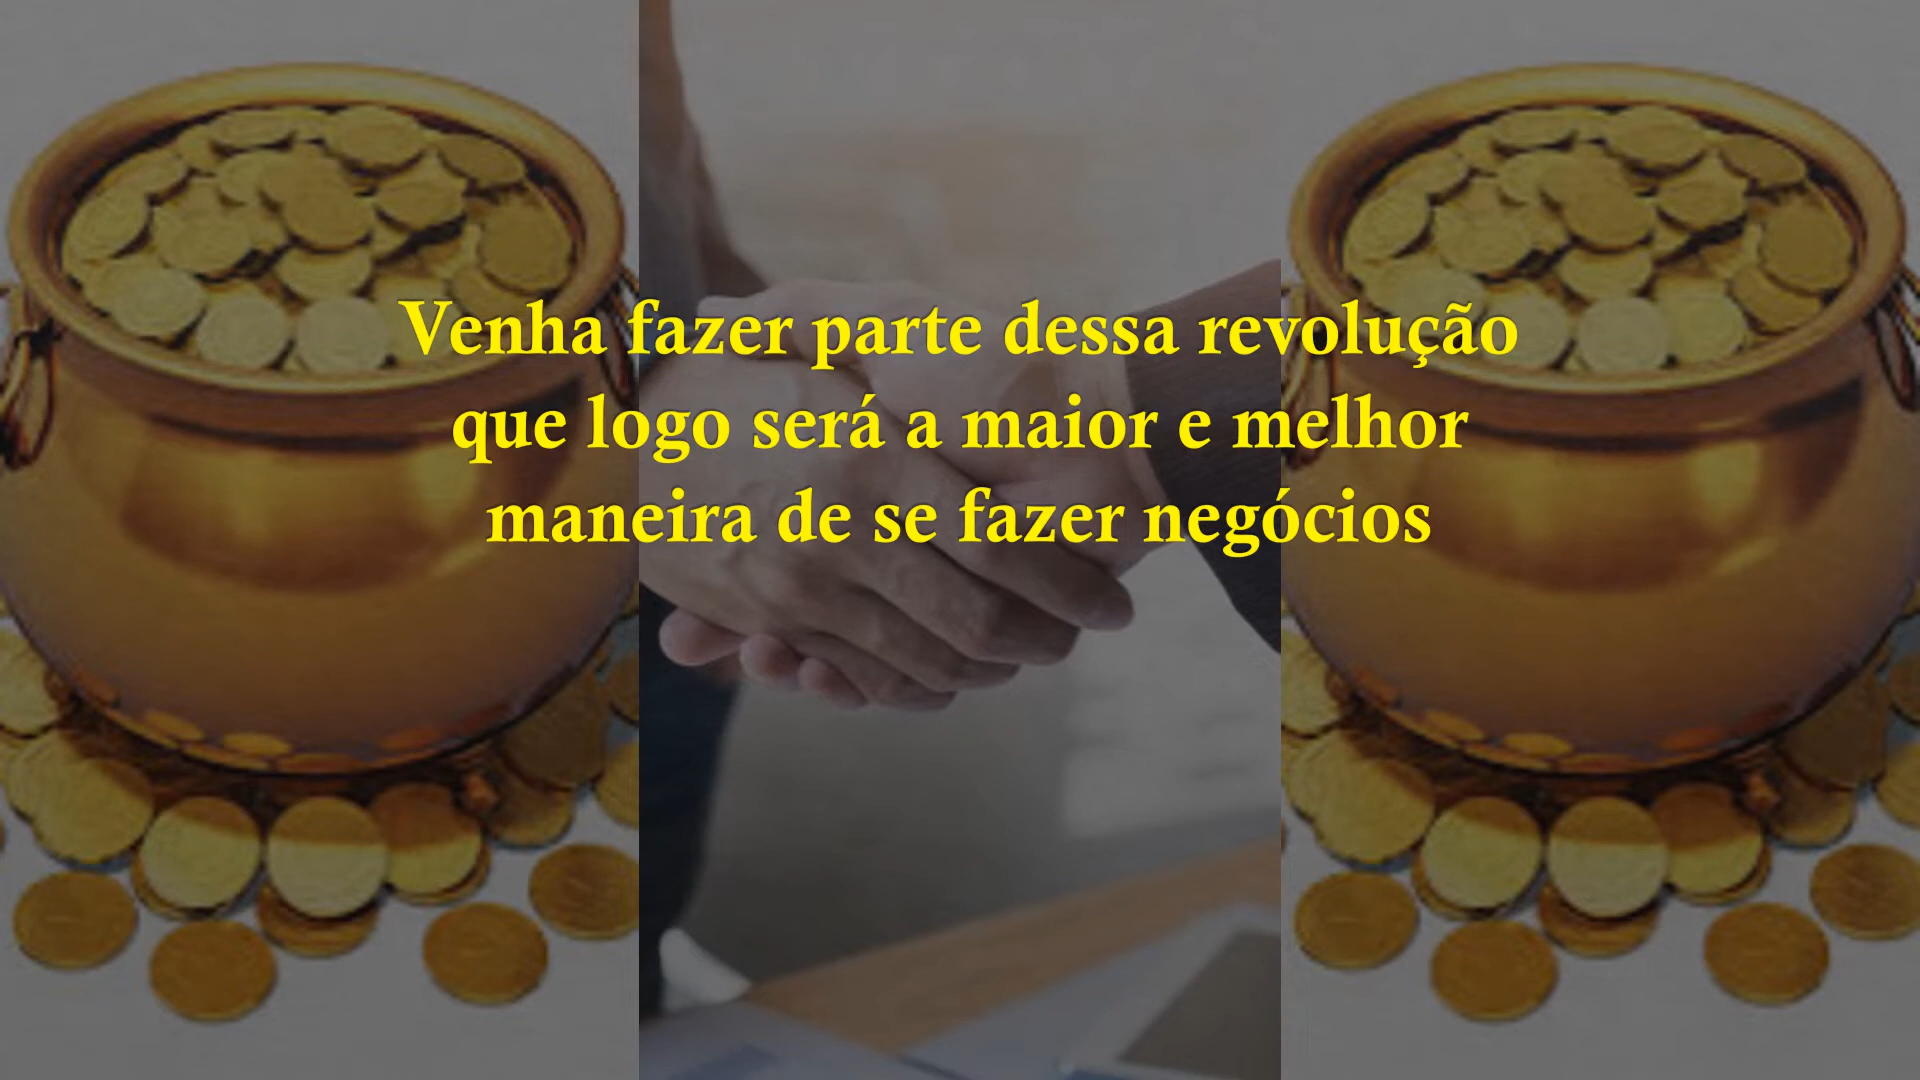 Venha fazer parte dessa revolução
que logo será a maior e melhor
maneira de se fazer negócios